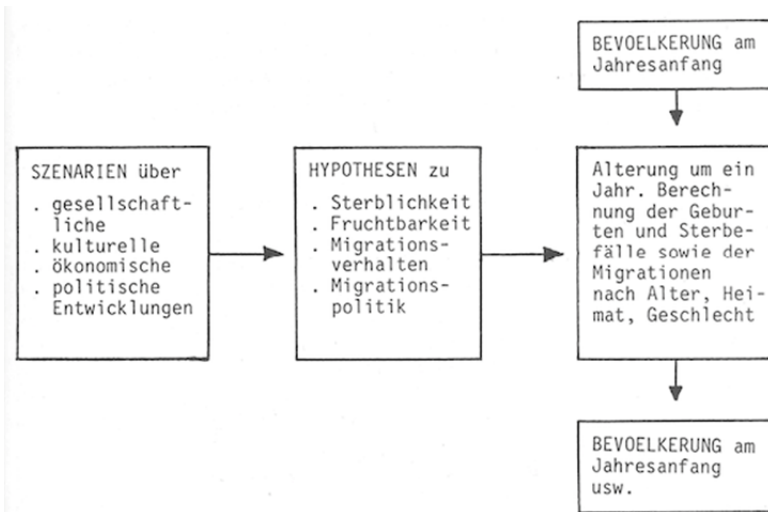 BEVOELKERUNG am
Jahresanfang
SZENARIEN über
. gesellschaft-
liche
. kulturelle
. ökonomische
. politische
Entwicklungen
HYPOTHESEN zu
. Sterblichkeit
. Fruchtbarkeit
. Migrations-
verhalten
. Migrations-
politik
Alterung um ein
Jahr. Berech-
nung der Gebur-
ten und Sterbe-
fälle sowie der
Migrationen
nach Alter, Hei-
mat, Geschlecht
BEVOELKERUNG am
Jahresanfang
usw.